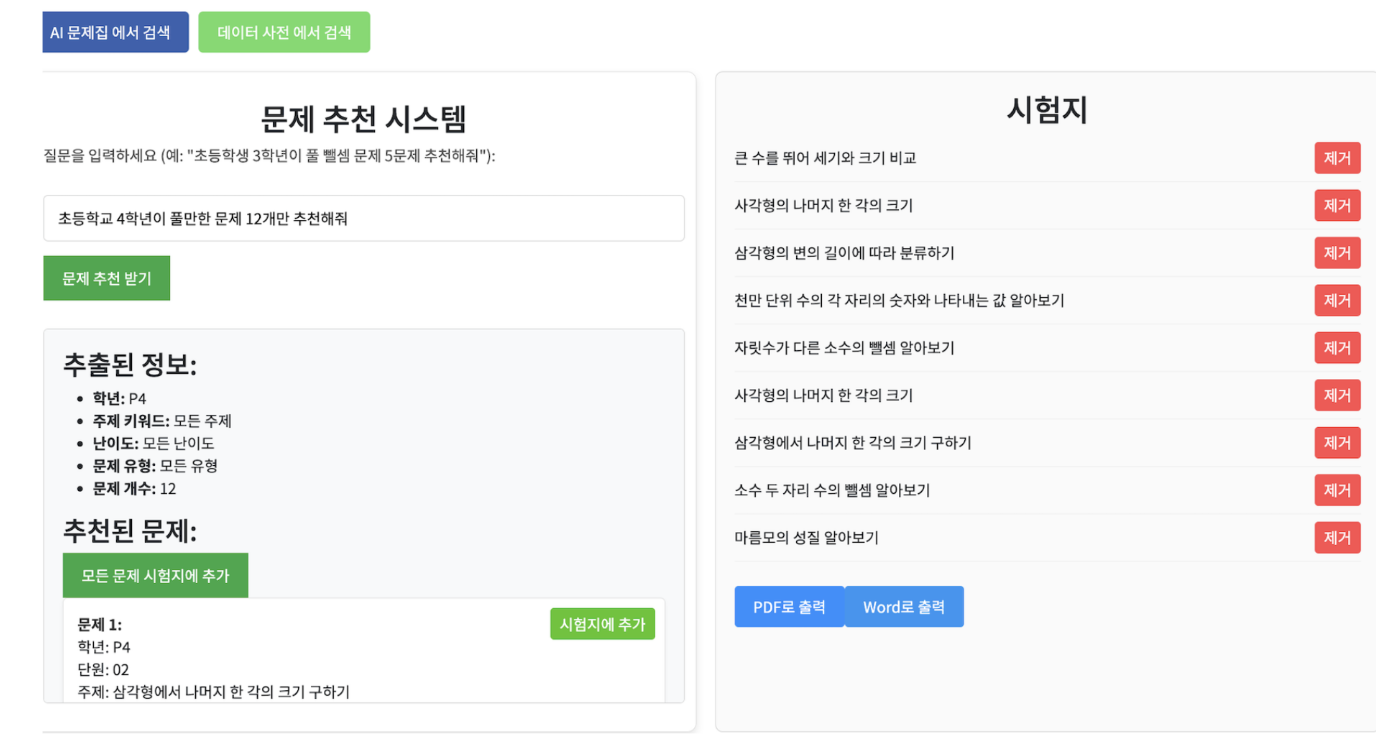 AI 문제집 에서 검색
데이터 사전 에서 검색
문제 추천 시스템
질문을 입력하세요 (예: "초등학생 3학년이 풀 뺄셈 문제 5문제 추천해줘"):
초등학교 4학년이 풀만한 문제 12개만 추천해줘
문제 추천 받기
추출된 정보:
• 학년: P4
• 주제 키워드: 모든 주제
• 난이도: 모든 난이도
• 문제 유형: 모든 유형
• 문제 개수: 12
추천된 문제:
모든 문제 시험지에 추가
문제 1:
시험지에 추가
학년: P4
단원: 02
주제: 삼각형에서 나머지 한 각의 크기 구하기
시험지
큰 수를 뛰어 세기와 크기 비교 제거
사각형의 나머지 한 각의 크기 제거
삼각형의 변의 길이에 따라 분류하기 제거
천만 단위 수의 각 자리의 숫자와 나타내는 값 알아보기 제거
자릿수가 다른 소수의 뺄셈 알아보기 제거
사각형의 나머지 한 각의 크기 제거
삼각형에서 나머지 한 각의 크기 구하기 제거
소수 두 자리 수의 뺄셈 알아보기 제거
마름모의 성질 알아보기 제거
PDF로 출력
Word로 출력